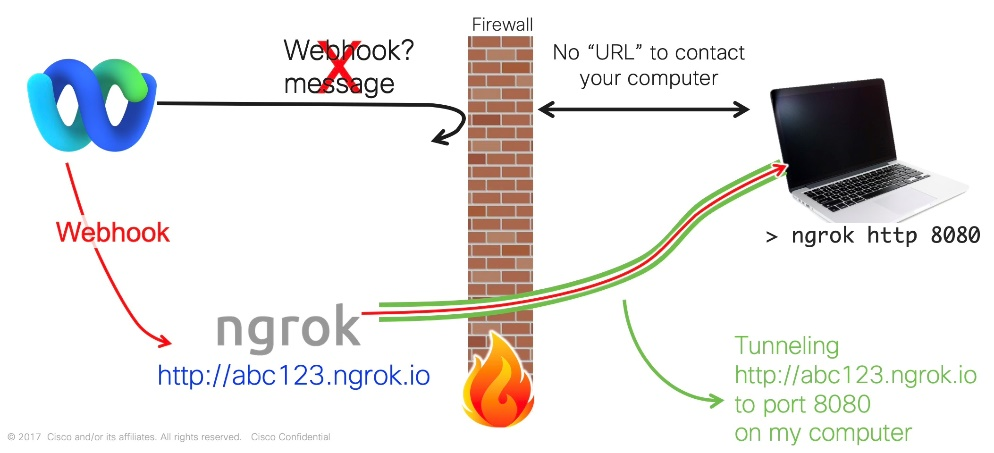 Firewall
Webhook?
message
X
No “URL” to contact
your computer
Webhook
> ngrok http 8080
ngrok
http://abc123.ngrok.io
Tunneling
http://abc123.ngrok.io
to port 8080
on my computer
© 2017 Cisco and/or its affiliates. All rights reserved. Cisco Confidential